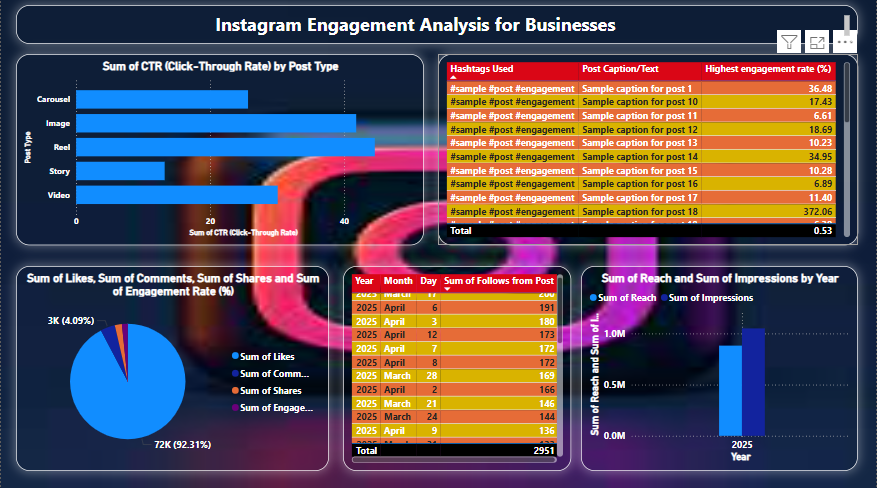 Instagram Engagement Analysis for Businesses
Sum of CTR (Click-Through Rate) by Post Type
Post Type
Carousel
Image
Reel
Story
Video
0 20 40
Sum of CTR (Click-Through Rate)
Hashtags Used Post Caption/Text Highest engagement rate (%)
#sample #post #engagement Sample caption for post 1 36.48
#sample #post #engagement Sample caption for post 10 17.43
#sample #post #engagement Sample caption for post 11 6.61
#sample #post #engagement Sample caption for post 12 18.69
#sample #post #engagement Sample caption for post 13 10.23
#sample #post #engagement Sample caption for post 14 34.95
#sample #post #engagement Sample caption for post 15 10.28
#sample #post #engagement Sample caption for post 16 6.89
#sample #post #engagement Sample caption for post 17 11.40
#sample #post #engagement Sample caption for post 18 372.06
Total 0.53
Sum of Likes, Sum of Comments, Sum of Shares and Sum
of Engagement Rate (%)
3K (4.09%)
72K (92.31%)
Sum of Likes
Sum of Comm...
Sum of Shares
Sum of Engage...
Year Month Day Sum of Follows from Post
2025 March 17 200
2025 April 6 191
2025 April 3 180
2025 April 12 173
2025 April 7 172
2025 April 8 172
2025 March 28 169
2025 April 2 166
2025 March 21 146
2025 March 24 144
2025 April 9 136
Total 2951
Sum of Reach and Sum of Impressions by Year
Sum of Reach Sum of Impressions
Sum of Reach and Sum of I...
1.0M
0.5M
0.0M
2025
Year